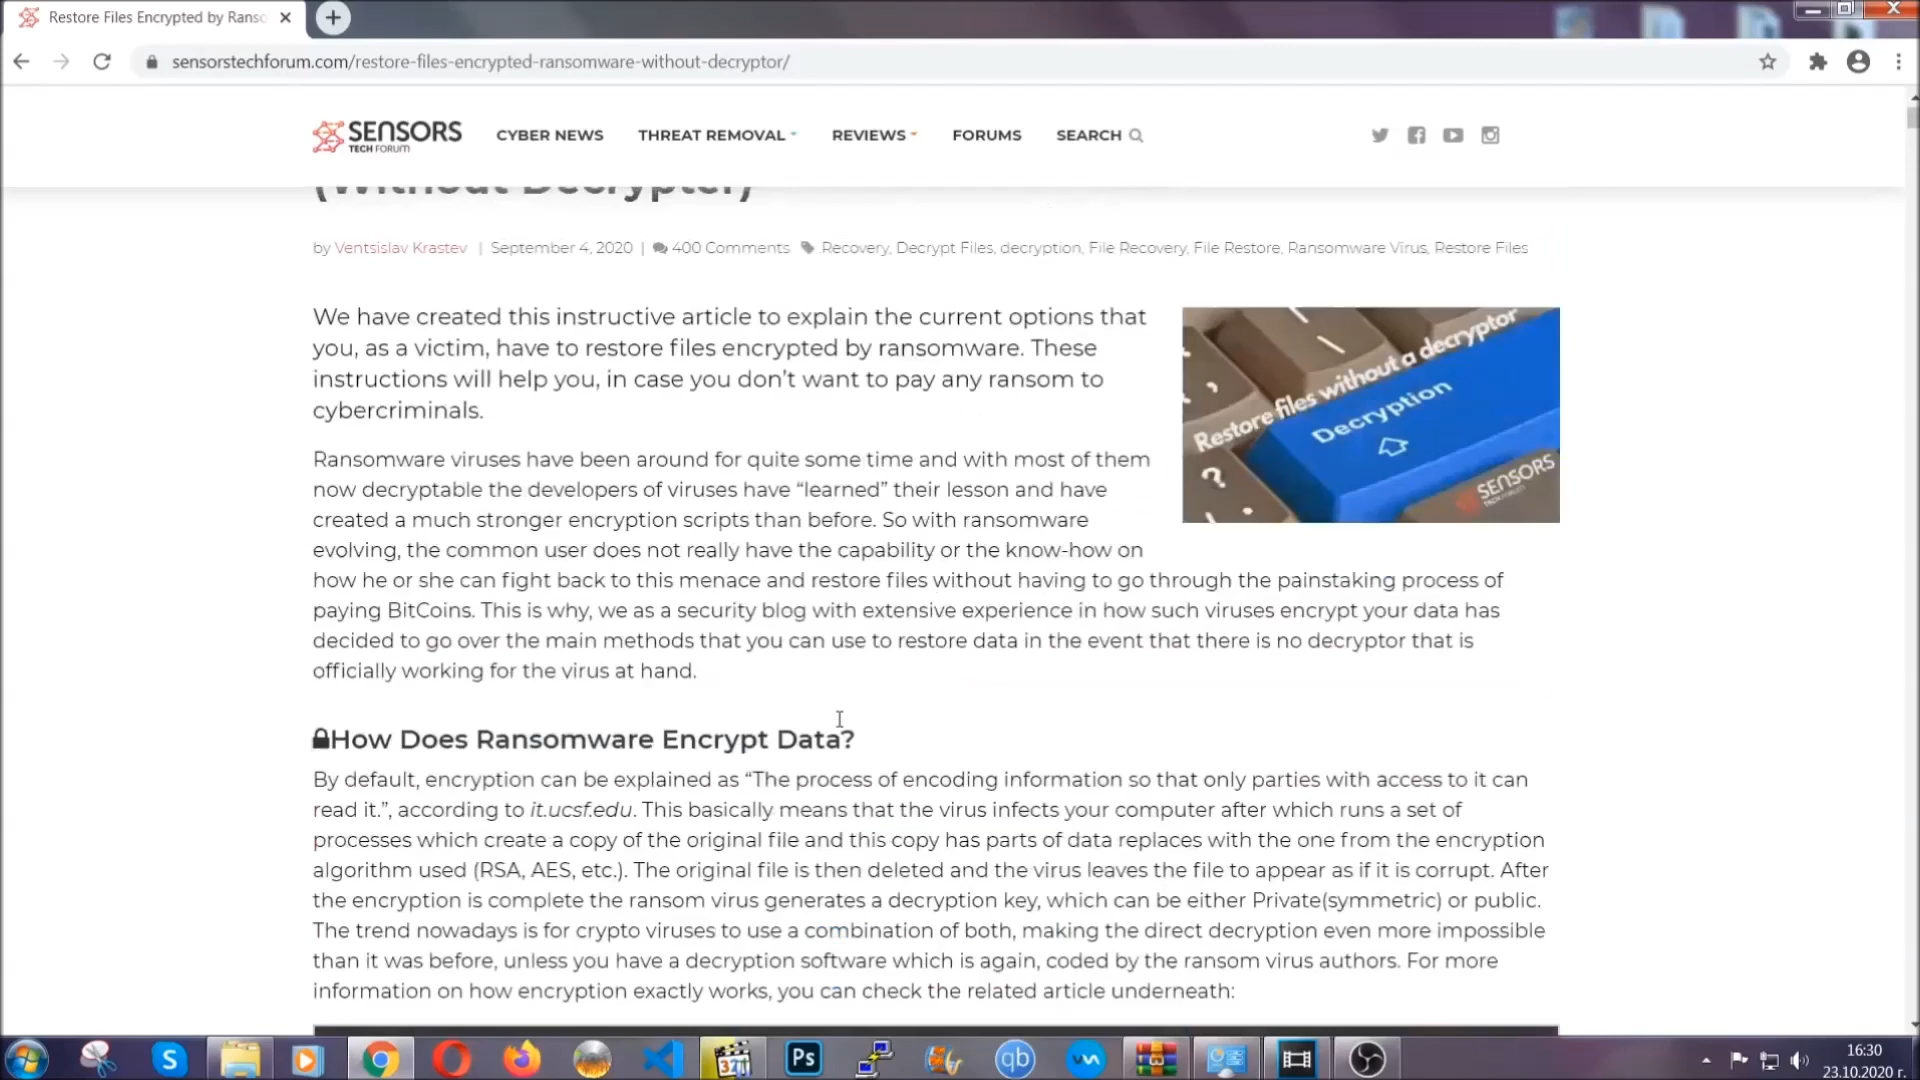 Restore Files Encrypted by Ranso
sensorstechforum.com/restore-files-encrypted-ransomware-without-decryptor/
SENSORS
TECH FORUM
CYBER NEWS THREAT REMOVAL REVIEWS FORUMS SEARCH
(Without Decrypter)
by Ventsislav Krastev | September 4, 2020 | 400 Comments Recovery, Decrypt Files, decryption, File Recovery, File Restore, Ransomware Virus, Restore Files
We have created this instructive article to explain the current options that
you, as a victim, have to restore files encrypted by ransomware. These
instructions will help you, in case you don’t want to pay any ransom to
cybercriminals.
Restore files without a decryptor
Decryption
SENSORS
Ransomware viruses have been around for quite some time and with most of them
now decryptable the developers of viruses have “learned” their lesson and have
created a much stronger encryption scripts than before. So with ransomware
evolving, the common user does not really have the capability or the know-how on
how he or she can fight back to this menace and restore files without having to go through the painstaking process of
paying BitCoins. This is why, we as a security blog with extensive experience in how such viruses encrypt your data has
decided to go over the main methods that you can use to restore data in the event that there is no decryptor that is
officially working for the virus at hand.
How Does Ransomware Encrypt Data?
By default, encryption can be explained as “The process of encoding information so that only parties with access to it can
read it.”, according to it.ucsf.edu. This basically means that the virus infects your computer after which runs a set of
processes which create a copy of the original file and this copy has parts of data replaces with the one from the encryption
algorithm used (RSA, AES, etc.). The original file is then deleted and the virus leaves the file to appear as if it is corrupt. After
the encryption is complete the ransom virus generates a decryption key, which can be either Private(symmetric) or public.
The trend nowadays is for crypto viruses to use a combination of both, making the direct decryption even more impossible
than it was before, unless you have a decryption software which is again, coded by the ransom virus authors. For more
information on how encryption exactly works, you can check the related article underneath:
S
Ps
qb
16:30
23.10.2020 г.